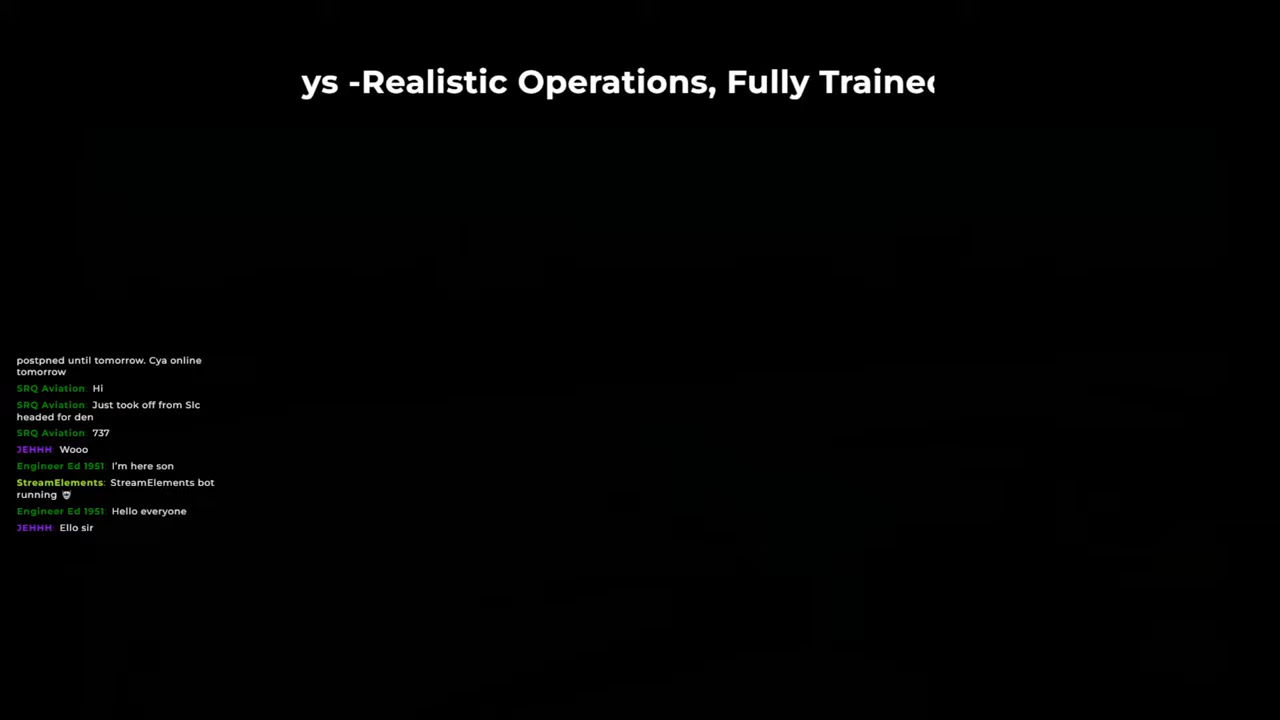 ys -Realistic Operations, Fully Trained
postpned until tomorrow. Cya online
tomorrow
SRQ Aviation: Hi
SRQ Aviation: Just took off from Slc
headed for den
SRQ Aviation: 737
JEHHH: Wooo
Engineer Ed 1951: I'm here son
StreamElements: StreamElements bot
running
Engineer Ed 1951: Hello everyone
JEHHH: Ello sir